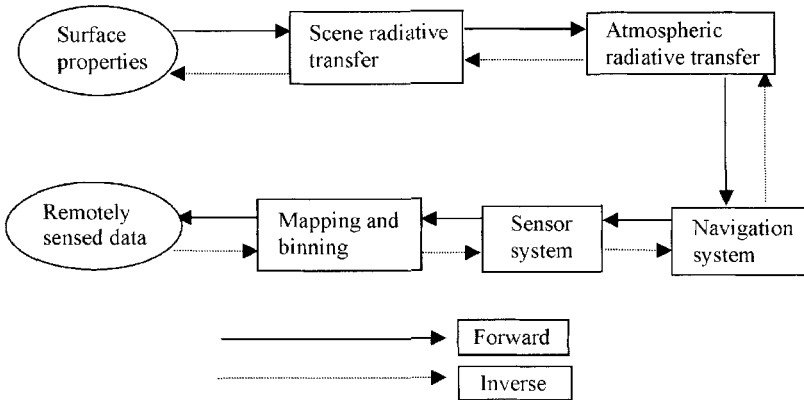 Surface
properties
Scene radiative
transfer
Atmospheric
radiative transfer
Remotely
sensed data
Mapping and
binning
Sensor
system
Navigation
system
Forward
Inverse